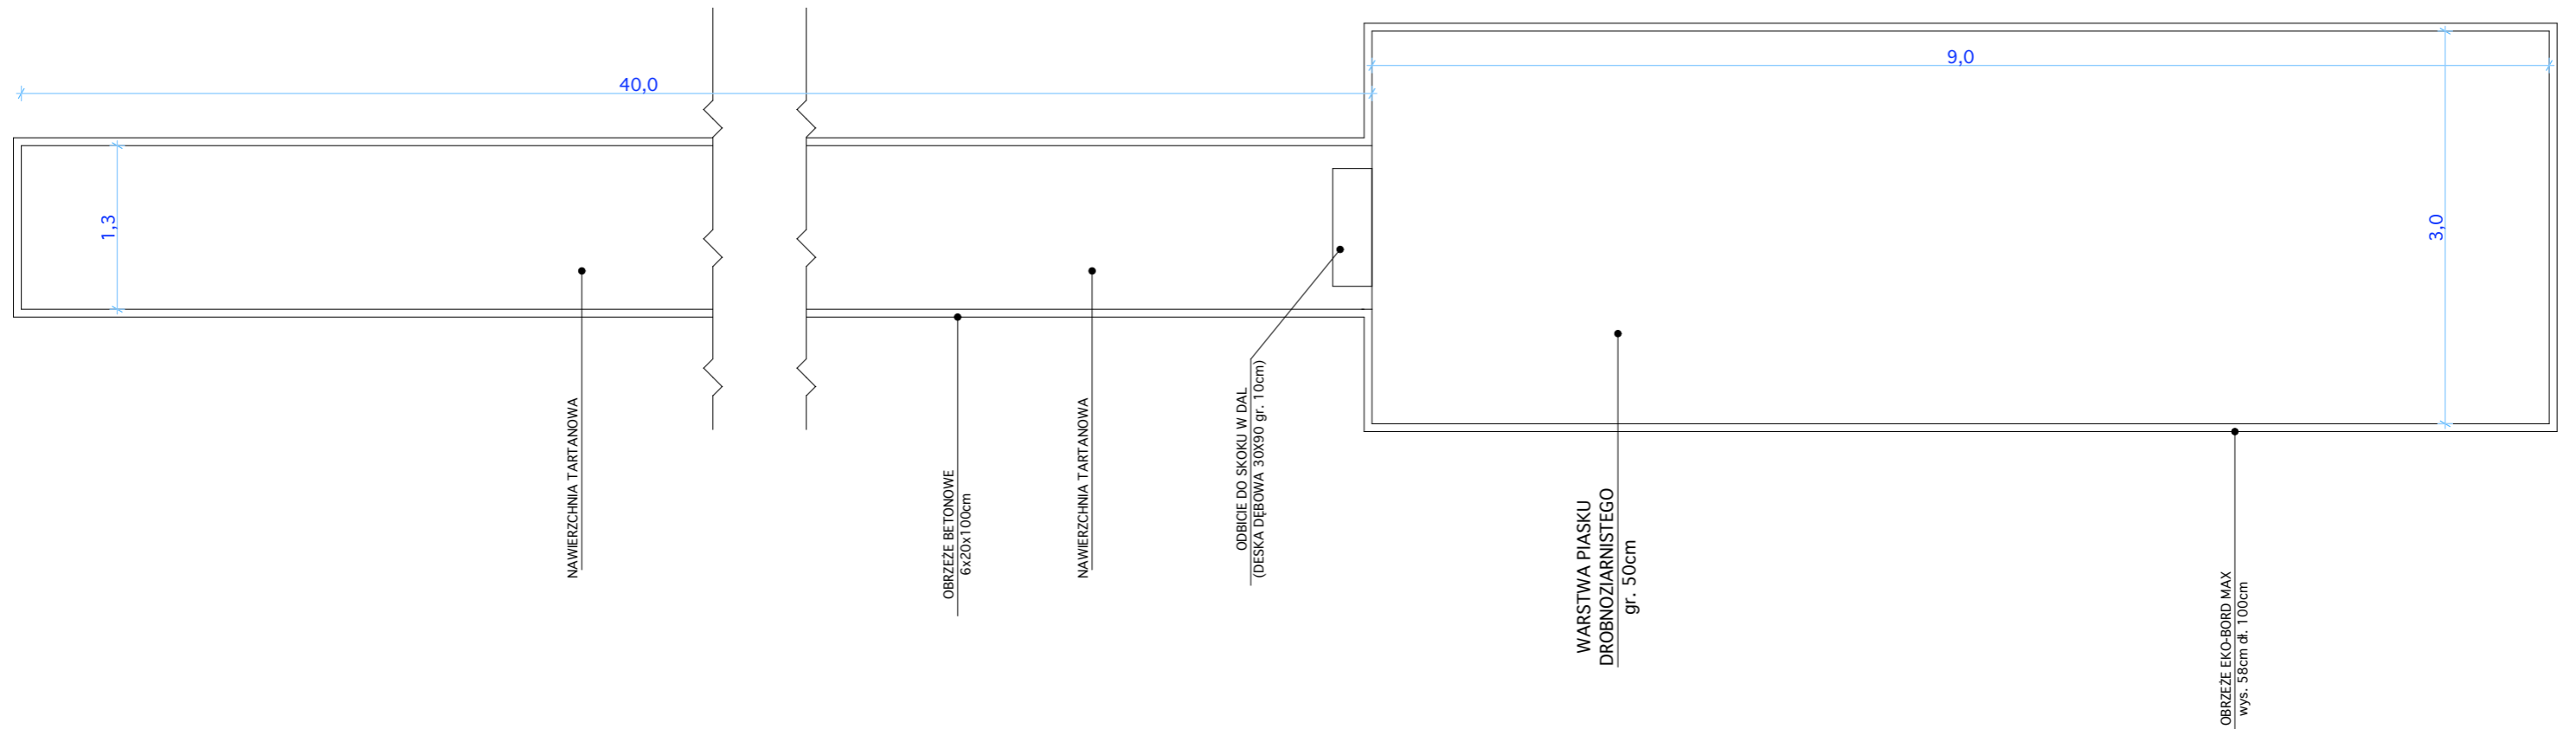 40,0
9,0
1,3
3,0
NAWIERZCHNIA TARTANOWA
OBRZEŻE BETONOWE
6x20x100cm
NAWIERZCHNIA TARTANOWA
ODBICIE DO SKOKU W DAL
(DESKA DĘBOWA 30X90 gr. 10cm)
WARSTWA PIASKU
DROBNOZIARNISTEGO
gr. 50cm
OBRZEŻE EKO-BORD MAX
wys. 58cm dł. 100cm